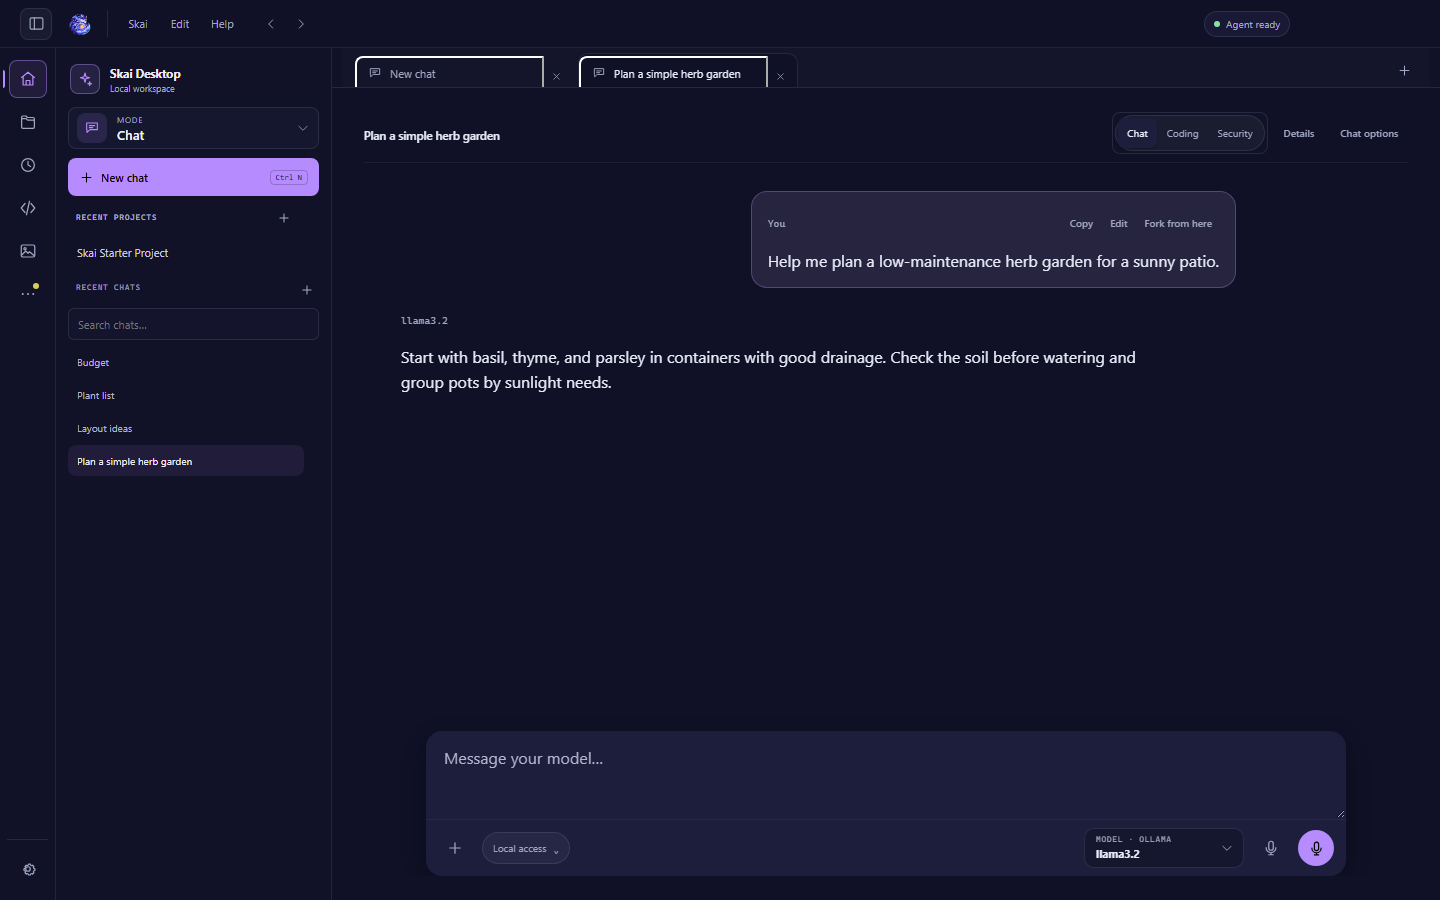 Skai Edit Help
Agent ready
Skai Desktop
Local workspace
MODE
Chat
New chat
Ctrl N
RECENT PROJECTS
Skai Starter Project
RECENT CHATS
Search chats...
Budget
Plant list
Layout ideas
Plan a simple herb garden
New chat
Plan a simple herb garden
Plan a simple herb garden
Chat Coding Security Details Chat options
You Copy Edit Fork from here
Help me plan a low-maintenance herb garden for a sunny patio.
llama3.2
Start with basil, thyme, and parsley in containers with good drainage. Check the soil before watering and
group pots by sunlight needs.
Message your model...
Local access
MODEL · OLLAMA
llama3.2